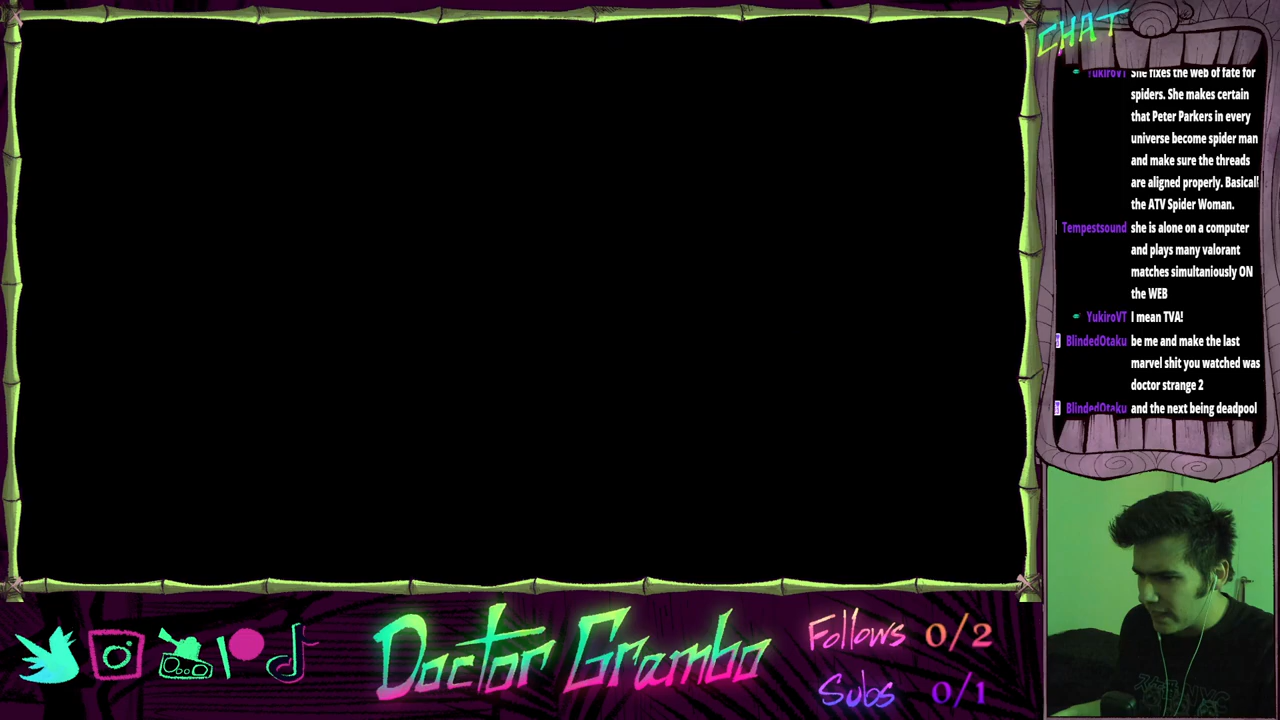 CHAT
YukiroVT She fixes the web of fate for
spiders. She makes certain
that Peter Parkers in every
universe become spider man
and make sure the threads
are aligned properly. Basicall
the ATV Spider Woman.
Tempestsound she is alone on a computer
and plays many valorant
matches simultaniously ON
the WEB
YukiroVT I mean TVA!
BlindedOtaku be me and make the last
marvel shit you watched was
doctor strange 2
BlindedOtaku and the next being deadpool
Doctor Grambo
Follows 0/2
Subs 0/1